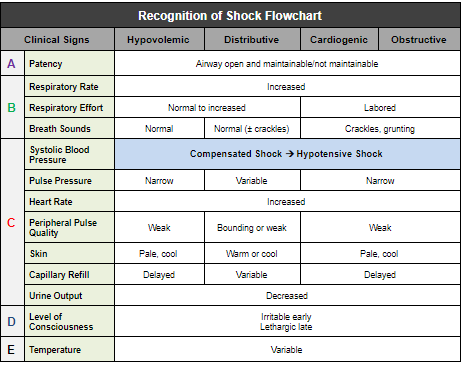 Recognition of Shock Flowchart
Clinical Signs Hypovolemic Distributive Cardiogenic Obstructive
A Patency Airway open and maintainable/not maintainable
B
Respiratory Rate Increased
Respiratory Effort Normal to increased Labored
Breath Sounds Normal Normal (± crackles) Crackles, grunting
C
Systolic Blood
Pressure
Compensated Shock → Hypotensive Shock
Pulse Pressure Narrow Variable Narrow
Heart Rate Increased
Peripheral Pulse
Quality
Weak Bounding or weak Weak
Skin Pale, cool Warm or cool Pale, cool
Capillary Refill Delayed Variable Delayed
Urine Output Decreased
D
Level of
Consciousness
Irritable early
Lethargic late
E Temperature Variable